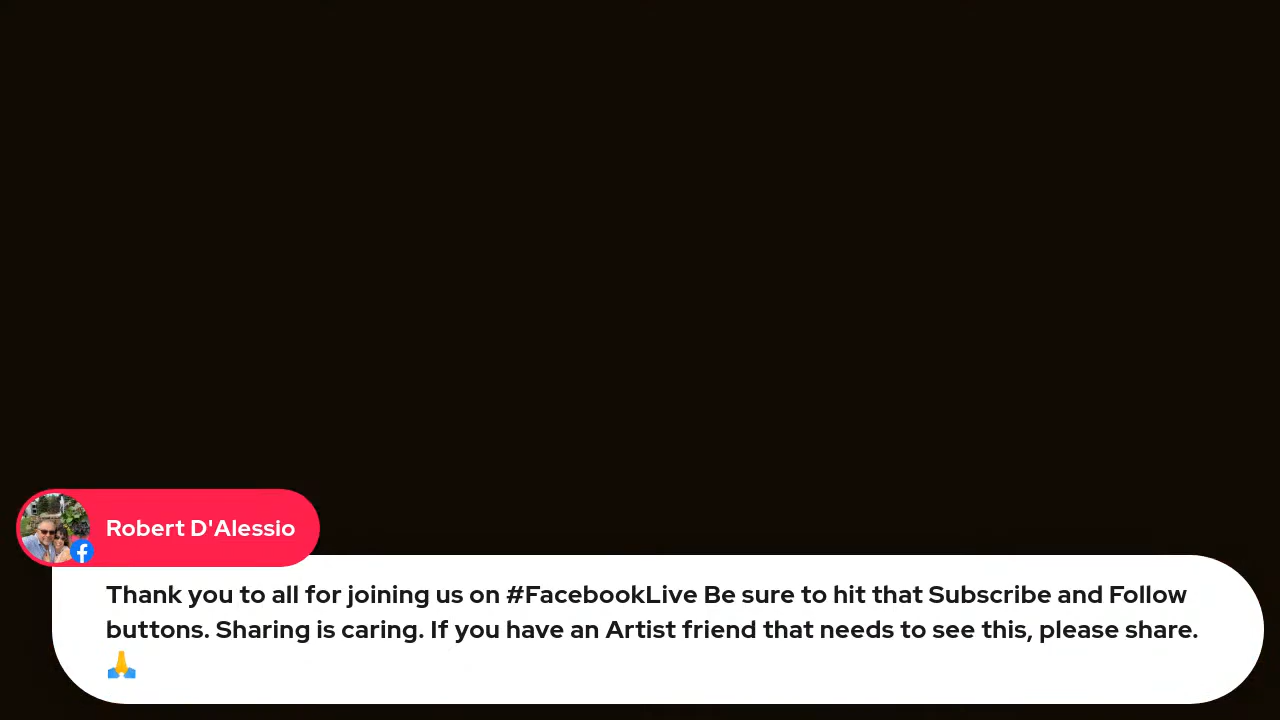 Robert D'Alessio
Thank you to all for joining us on #FacebookLive Be sure to hit that Subscribe and Follow
buttons. Sharing is caring. If you have an Artist friend that needs to see this, please share.
🙏